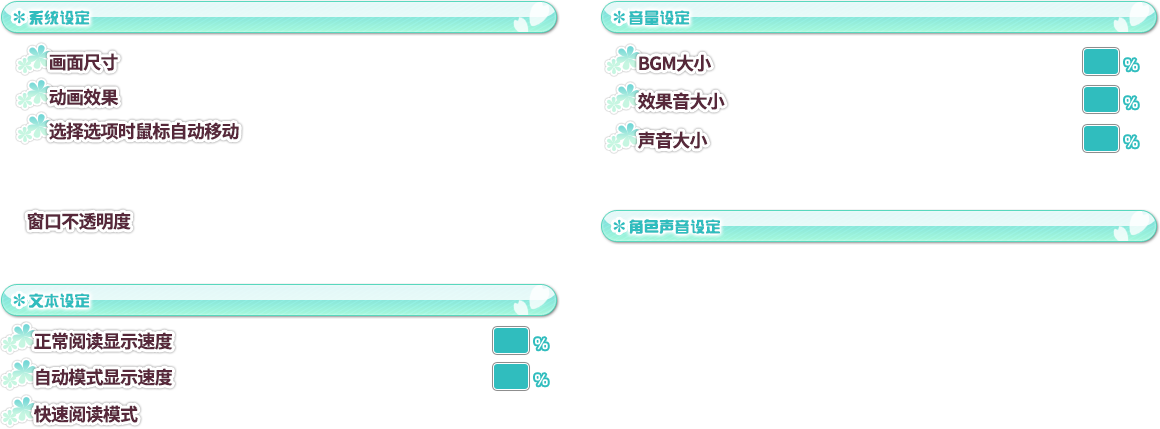 系统设定
画面尺寸
动画效果
选择选项时鼠标自动移动
窗口不透明度
文本设定
正常阅读显示速度 %
自动模式显示速度 %
快速阅读模式
音量设定
BGM大小 %
效果音大小 %
声音大小 %
角色声音设定